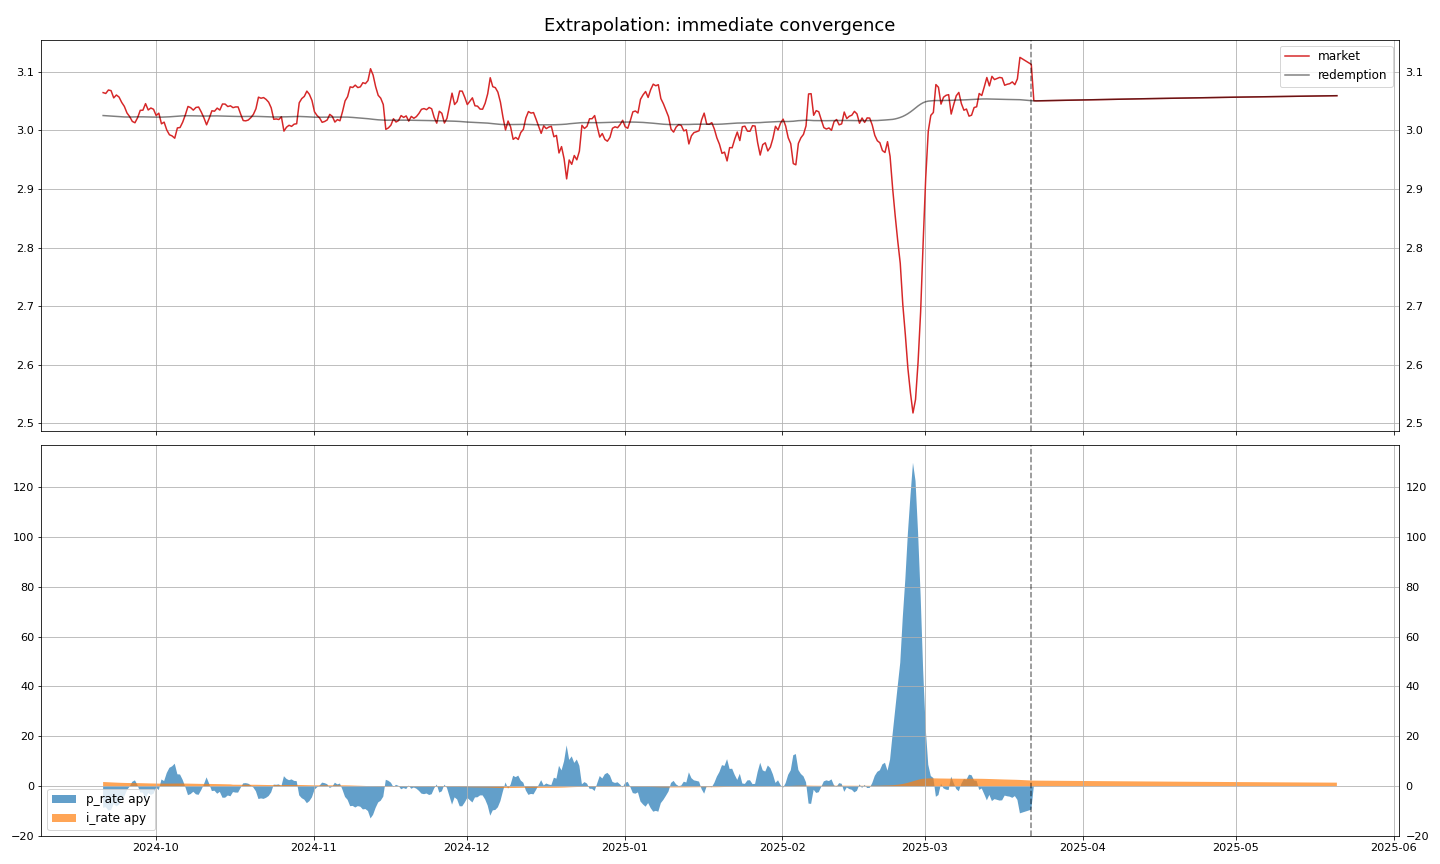 Extrapolation: immediate convergence
market
redemption
3.1 3.1
3.0 3.0
2.9 2.9
2.8 2.8
2.7 2.7
2.6 2.6
2.5 2.5
120 120
100 100
80 80
60 60
40 40
20 20
0 0
p_rate apy
i_rate apy
−20 −20
2024-10 2024-11 2024-12 2025-01 2025-02 2025-03 2025-04 2025-05 2025-06